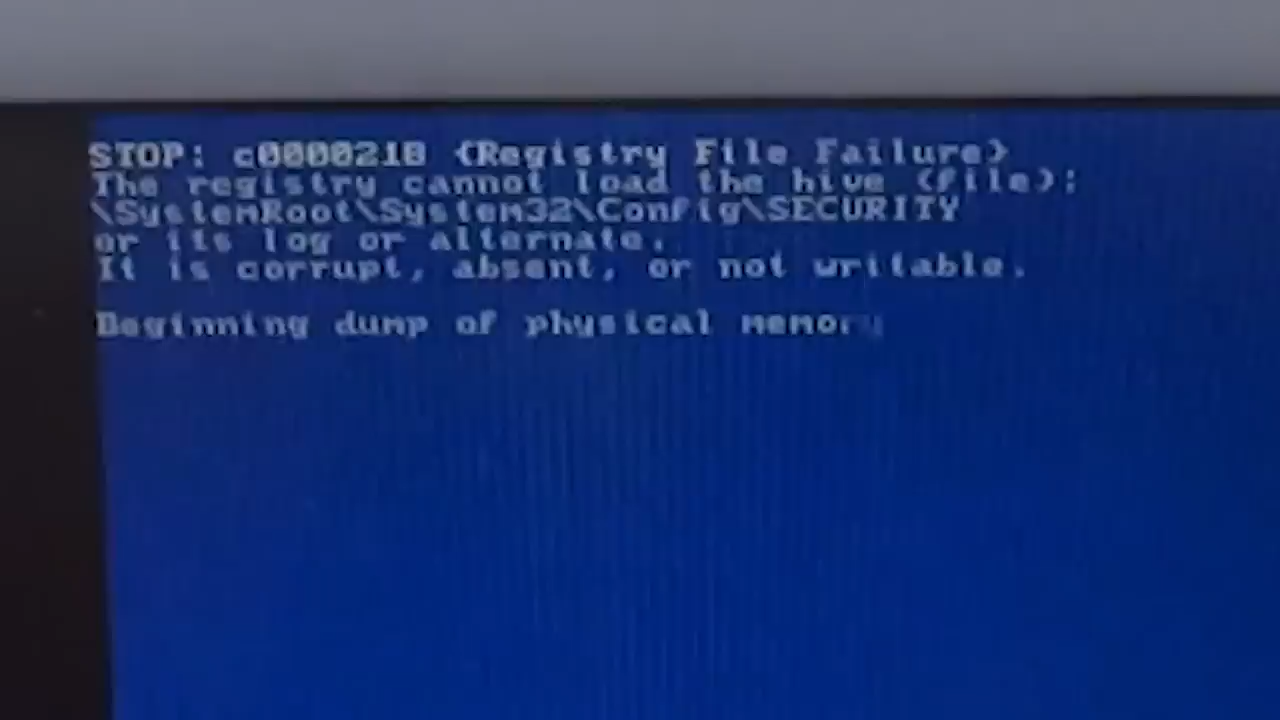 STOP: c0000218 {Registry File Failure}
The registry cannot load the hive (file):
\SystemRoot\System32\Config\SECURITY
or its log or alternate.
It is corrupt, absent, or not writable.
Beginning dump of physical memory